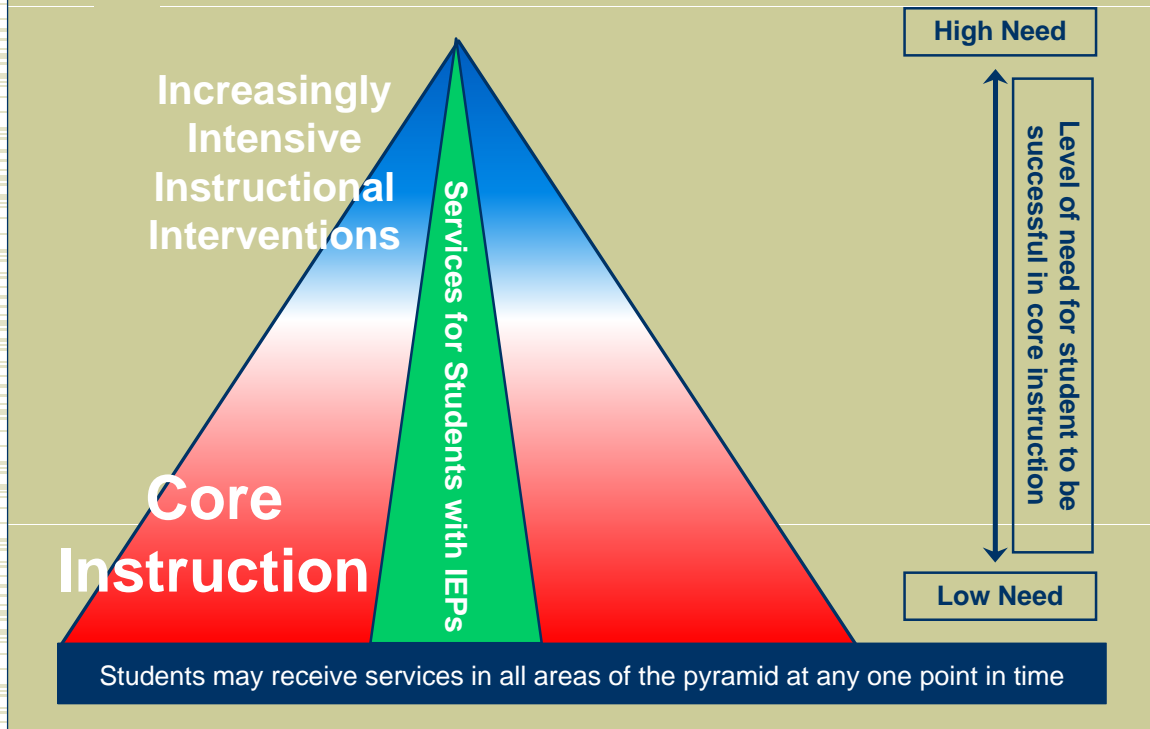 High Need
Increasingly
Intensive
Instructional
Interventions
Services for Students with IEPs
Level of need for student to be
successful in core instruction
Core
Instruction
Low Need
Students may receive services in all areas of the pyramid at any one point in time